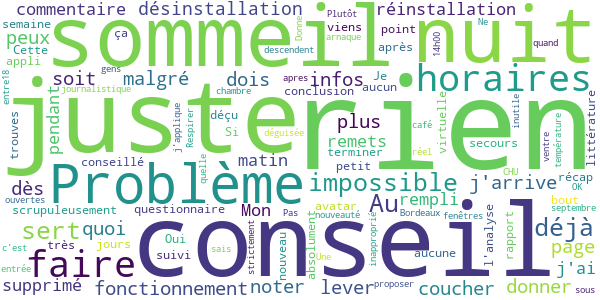 commentaire
désinstallation
réinstallation
semaine
ça
Plutôt
Ne
peux
sommeil
Donne
viens
arnaque
point
nuit
Cette
appli
descendent
après
14h00
quand
gens
soit
malgré
dois
infos
Je
aucun
horaires
entre18
journalistique
apres
chambre
conclusion
juste
rien
trouves
pendant
j'applique
Respirer
déçu
Si
déguisée
plus
remets
café
réel
virtuelle
secours
inutile
ventre
température
littérature
conseillé
matin
terminer
petit
quelle
CHU
dès
Problème
impossible
j'arrive
récap
OK
ouvertes
scrupuleusement
questionnaire
Mon
Pas
avatar
nouveauté
Au
rempli
Bordeaux
fenêtres
bout
septembre
sert
quoi
déjà
c'est
très
jours
Oui
suivi
sais
strictement
nouveau
conseil
absolument
Une
inapproprié
aucune
l'analyse
rapport
page
entrée
faire
j'ai
supprimé
fonctionnement
noter
lever
proposer
coucher
donner
sous